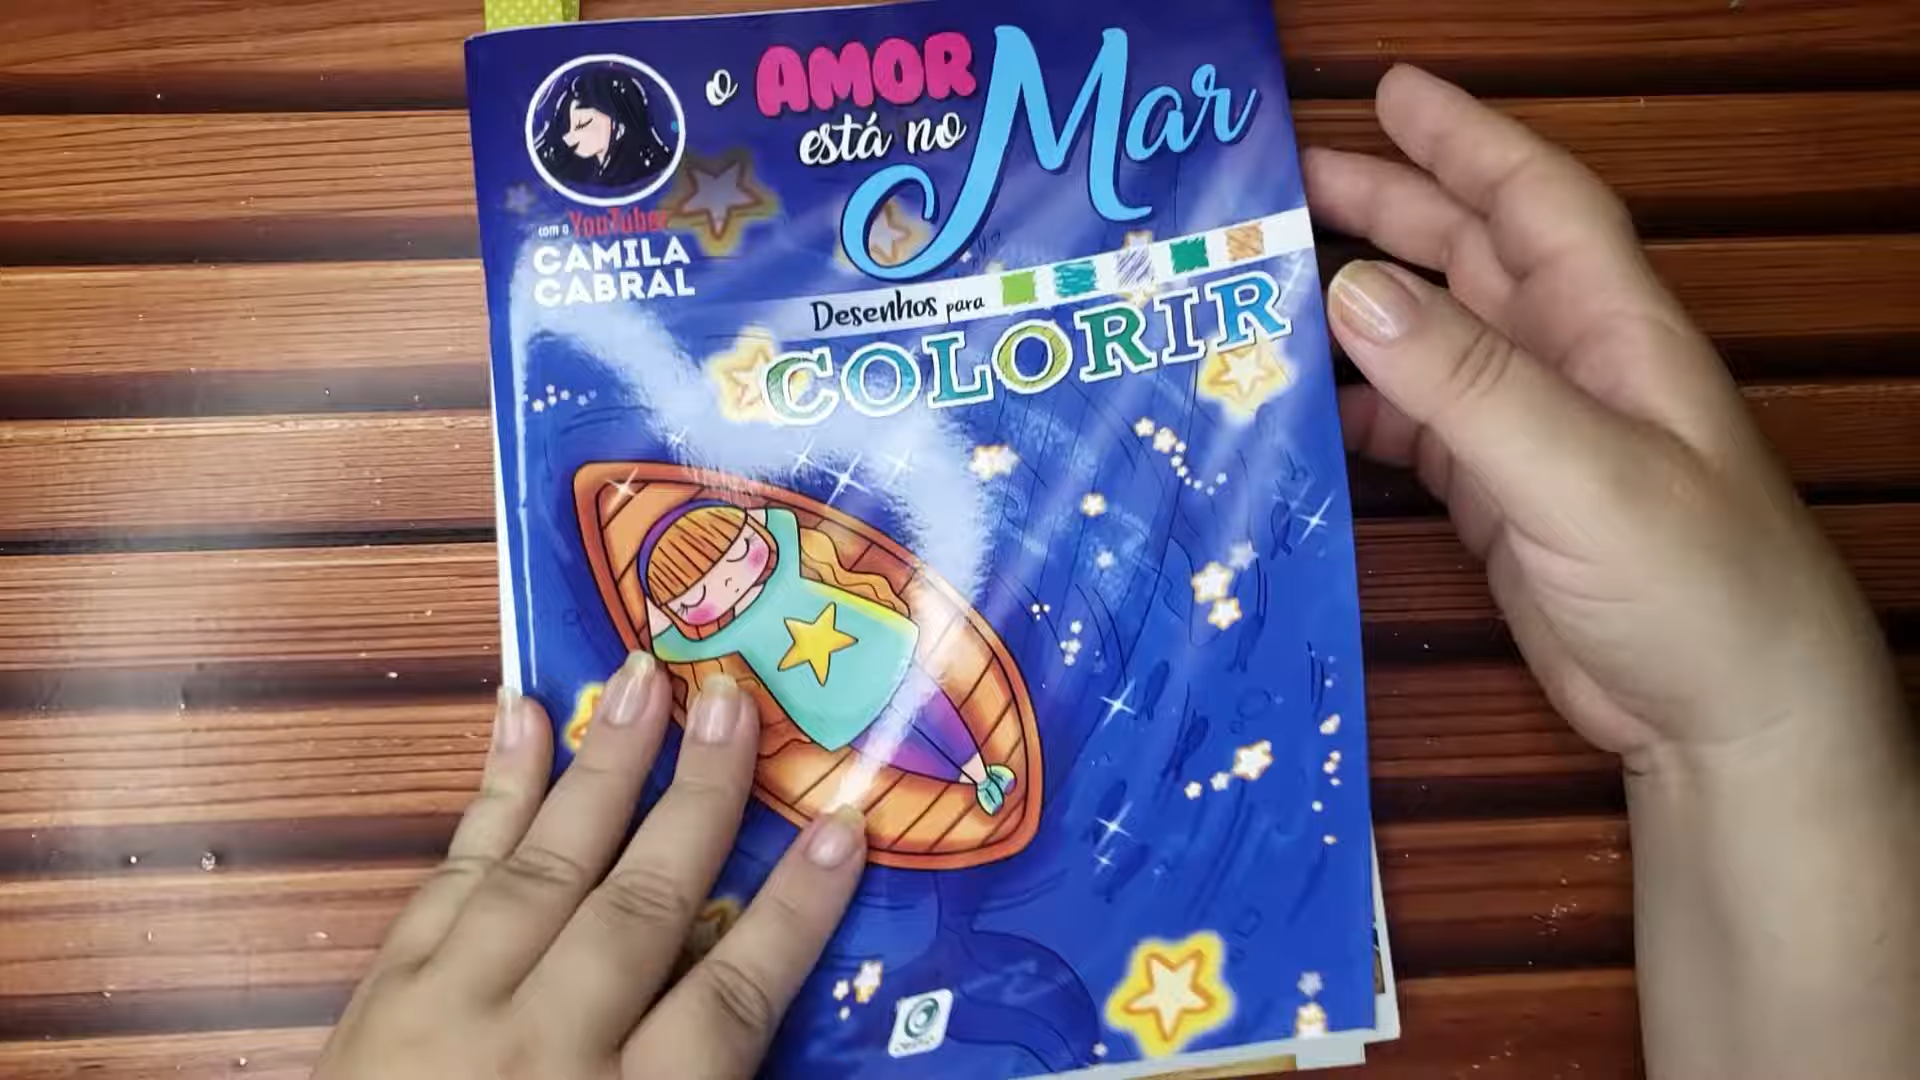 o AMOR
está no Mar
com a YouTuber
CAMILA
CABRAL
Desenhos para
COLORIR